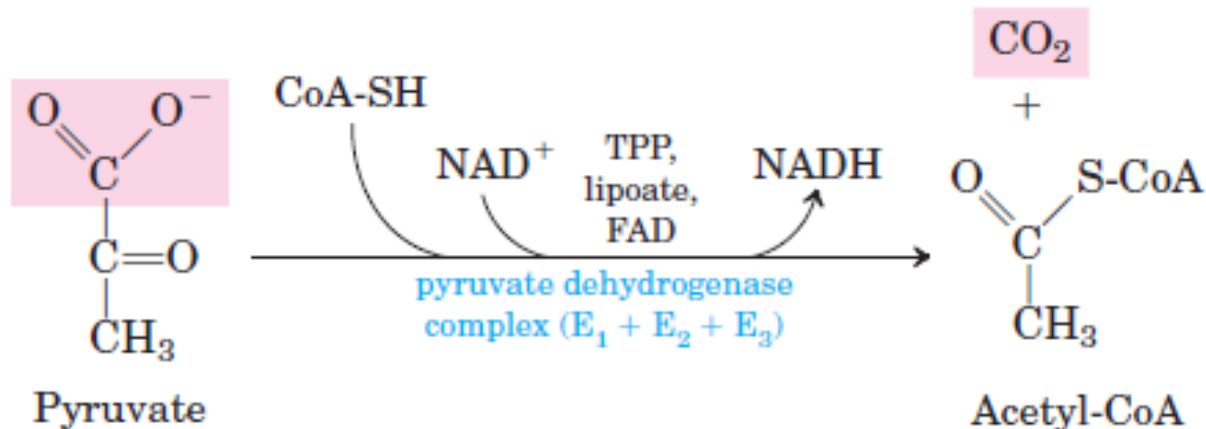 O
O⁻
C
C=O
CH₃
Pyruvate
CoA-SH
NAD⁺
TPP,
lipoate,
FAD
NADH
pyruvate dehydrogenase
complex (E₁ + E₂ + E₃)
CO₂
+
O
S-CoA
C
CH₃
Acetyl-CoA